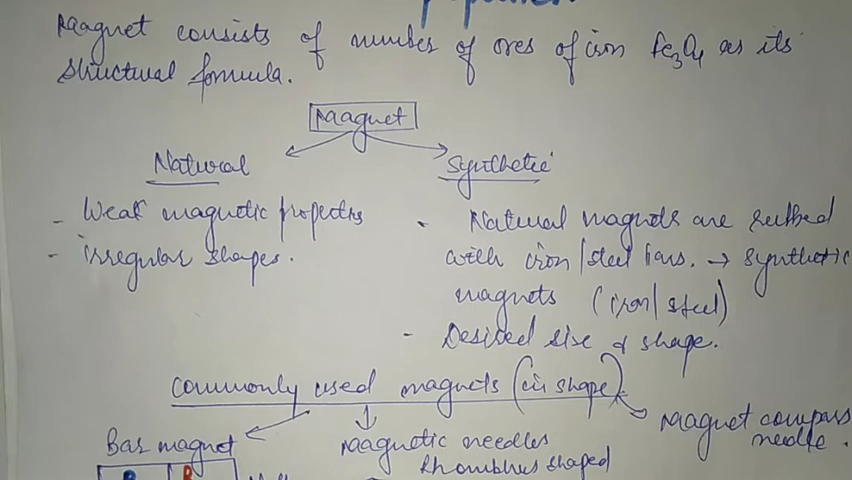 Magnet consists of number of ores of iron Fe3O4 as its
structural formula.
Magnet
Natural
Synthetic
- Weak magnetic properties
- irregular shapes.
- Natural magnets are rubbed
with iron/steel bars. → synthetic
magnets (iron/steel)
- Desired size & shape.
Commonly used magnets (in shape)
Bar magnet
Magnetic needles
Rhombhus shaped
Magnet compass
needle.